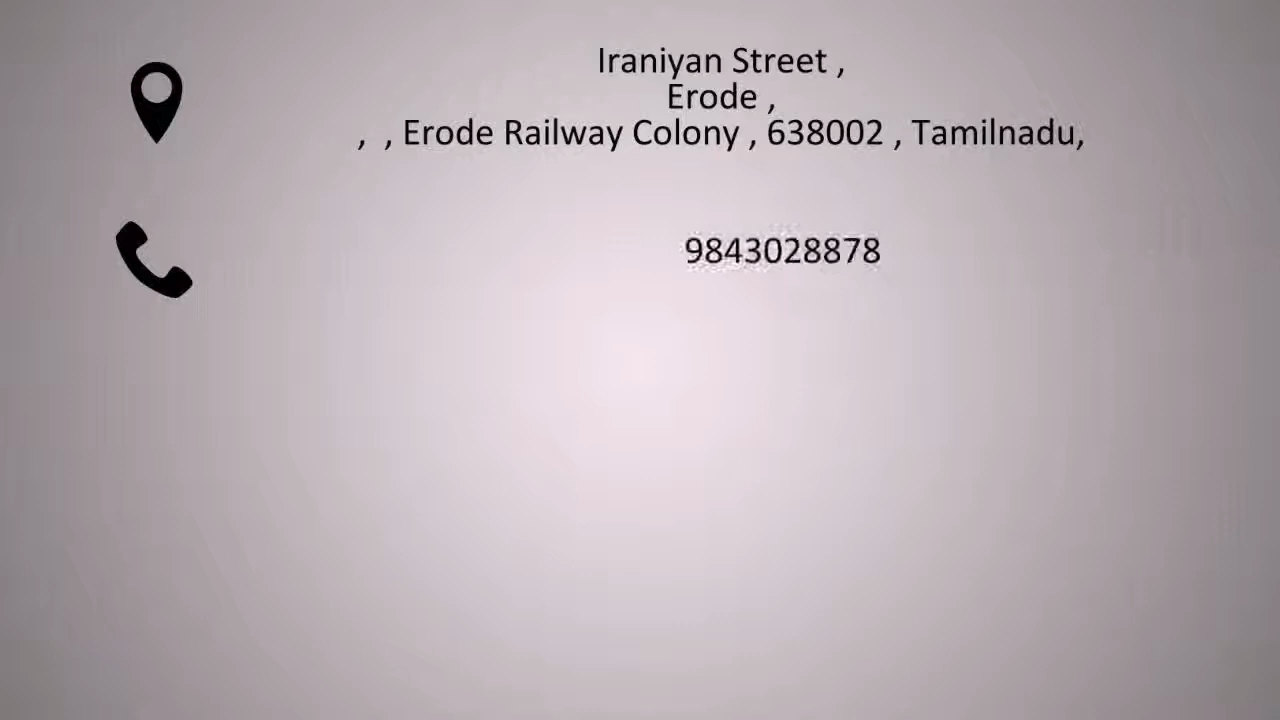 Iraniyan Street ,
Erode ,
, , Erode Railway Colony , 638002 , Tamilnadu,
9843028878